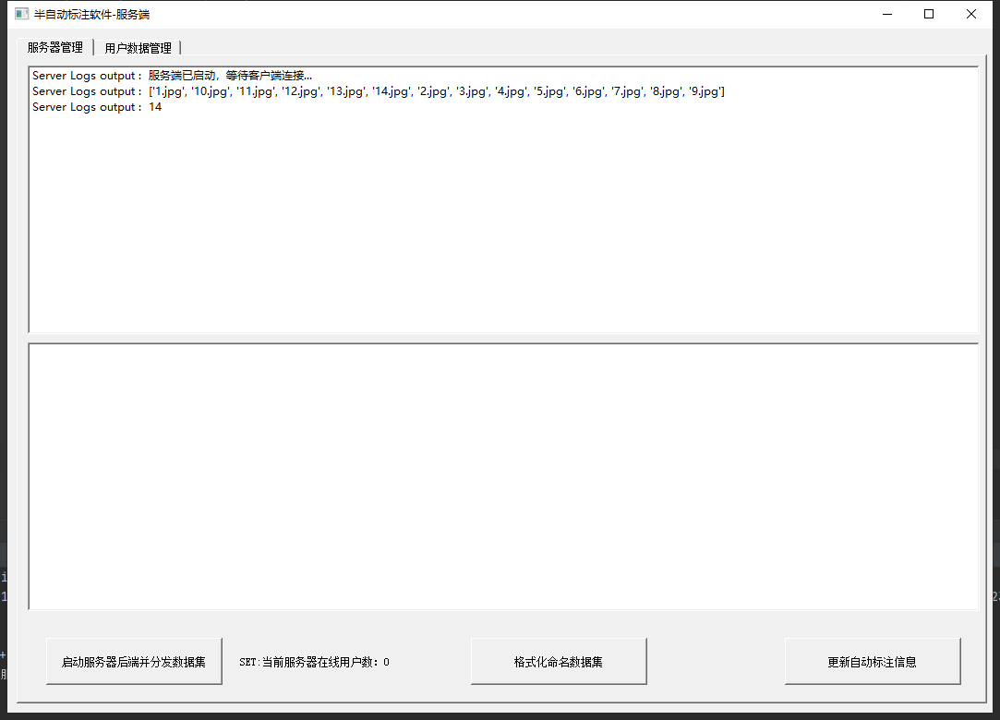 半自动标注软件-服务端
服务器管理
用户数据管理
Server Logs output : 服务端已启动，等待客户端连接...
Server Logs output : ['1.jpg', '10.jpg', '11.jpg', '12.jpg', '13.jpg', '14.jpg', '2.jpg', '3.jpg', '4.jpg', '5.jpg', '6.jpg', '7.jpg', '8.jpg', '9.jpg']
Server Logs output : 14
启动服务器后端并分发数据集
SET:当前服务器在线用户数：0
格式化命名数据集
更新自动标注信息